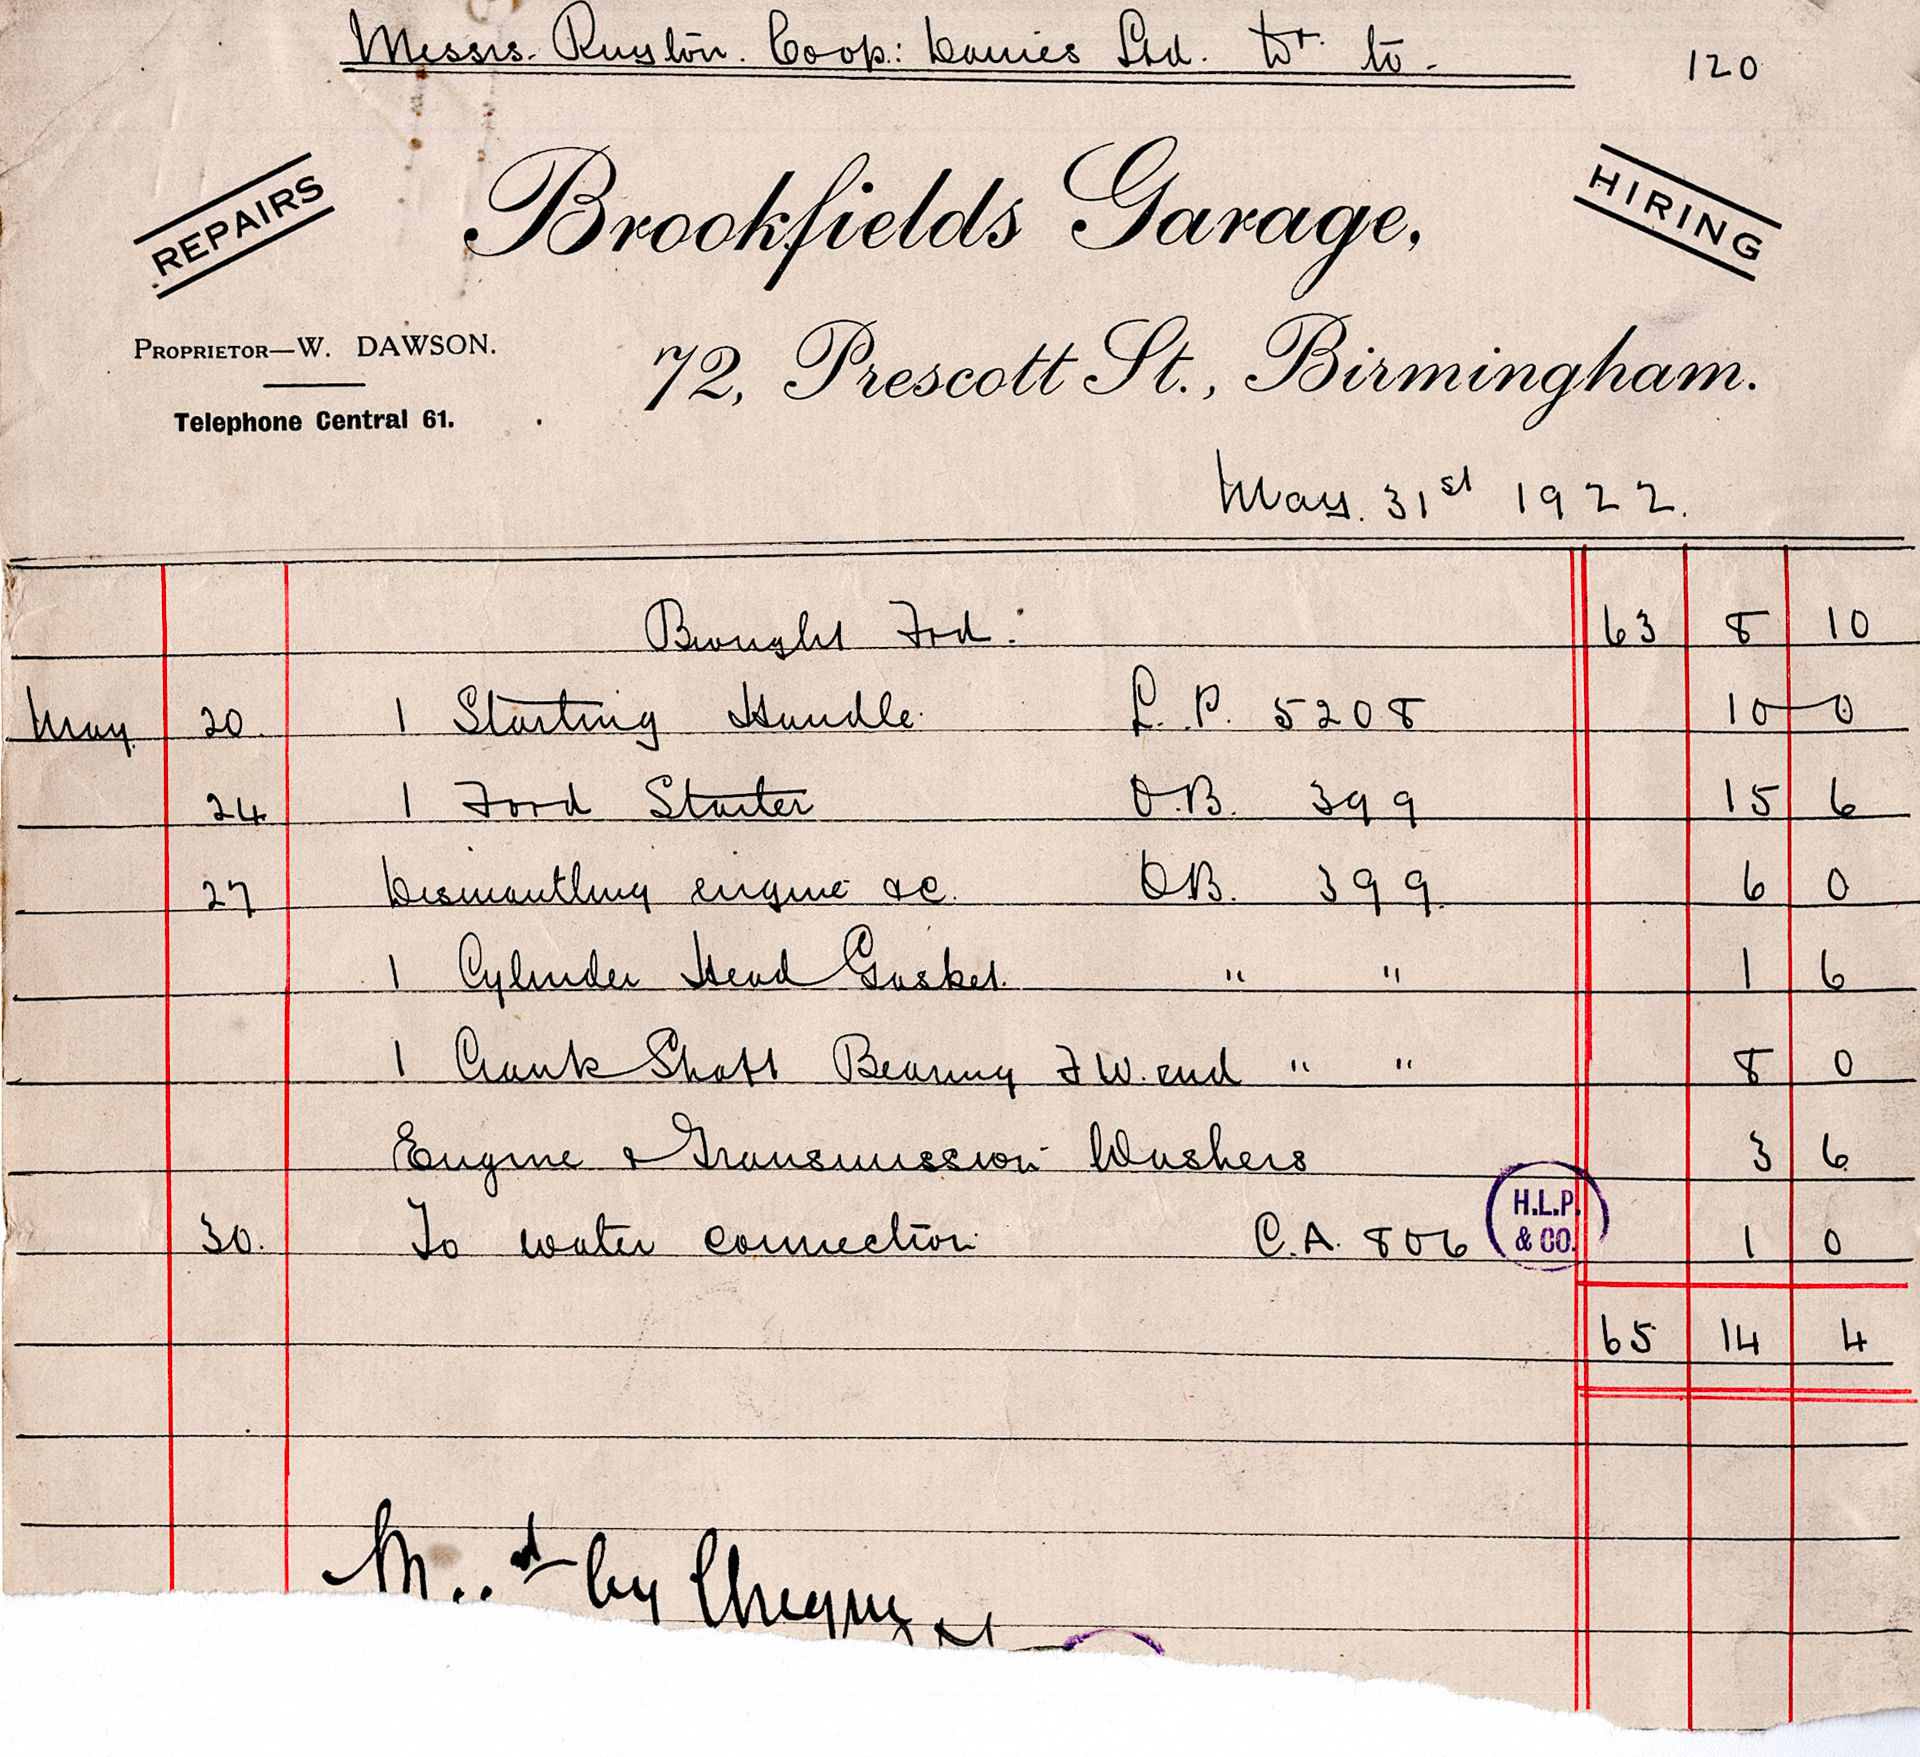 Messrs. Ruyton. Coop: Davies Ltd. Dr. to. 120
REPAIRS
Brookfields Garage,
HIRING
PROPRIETOR—W. DAWSON.
72, Prescott St., Birmingham.
Telephone Central 61.
May. 31st 1922.
Brought Frd. 63 8 10
May. 20. 1 Starting Handle. L. P. 5208 10 0
24 1 Ford Starter O.B. 399 15 6
27 Dismantling engine &c. O.B. 399. 6 0
1 Cylinder Head Gasket. " " 1 6
1 Crank Shaft Bearing F W. end " " 8 0
Engine & Transmission Washers 3 6
30. To water connection C.A. 806 1 0
H.L.P.
& CO.
65 14 4
by Cheque